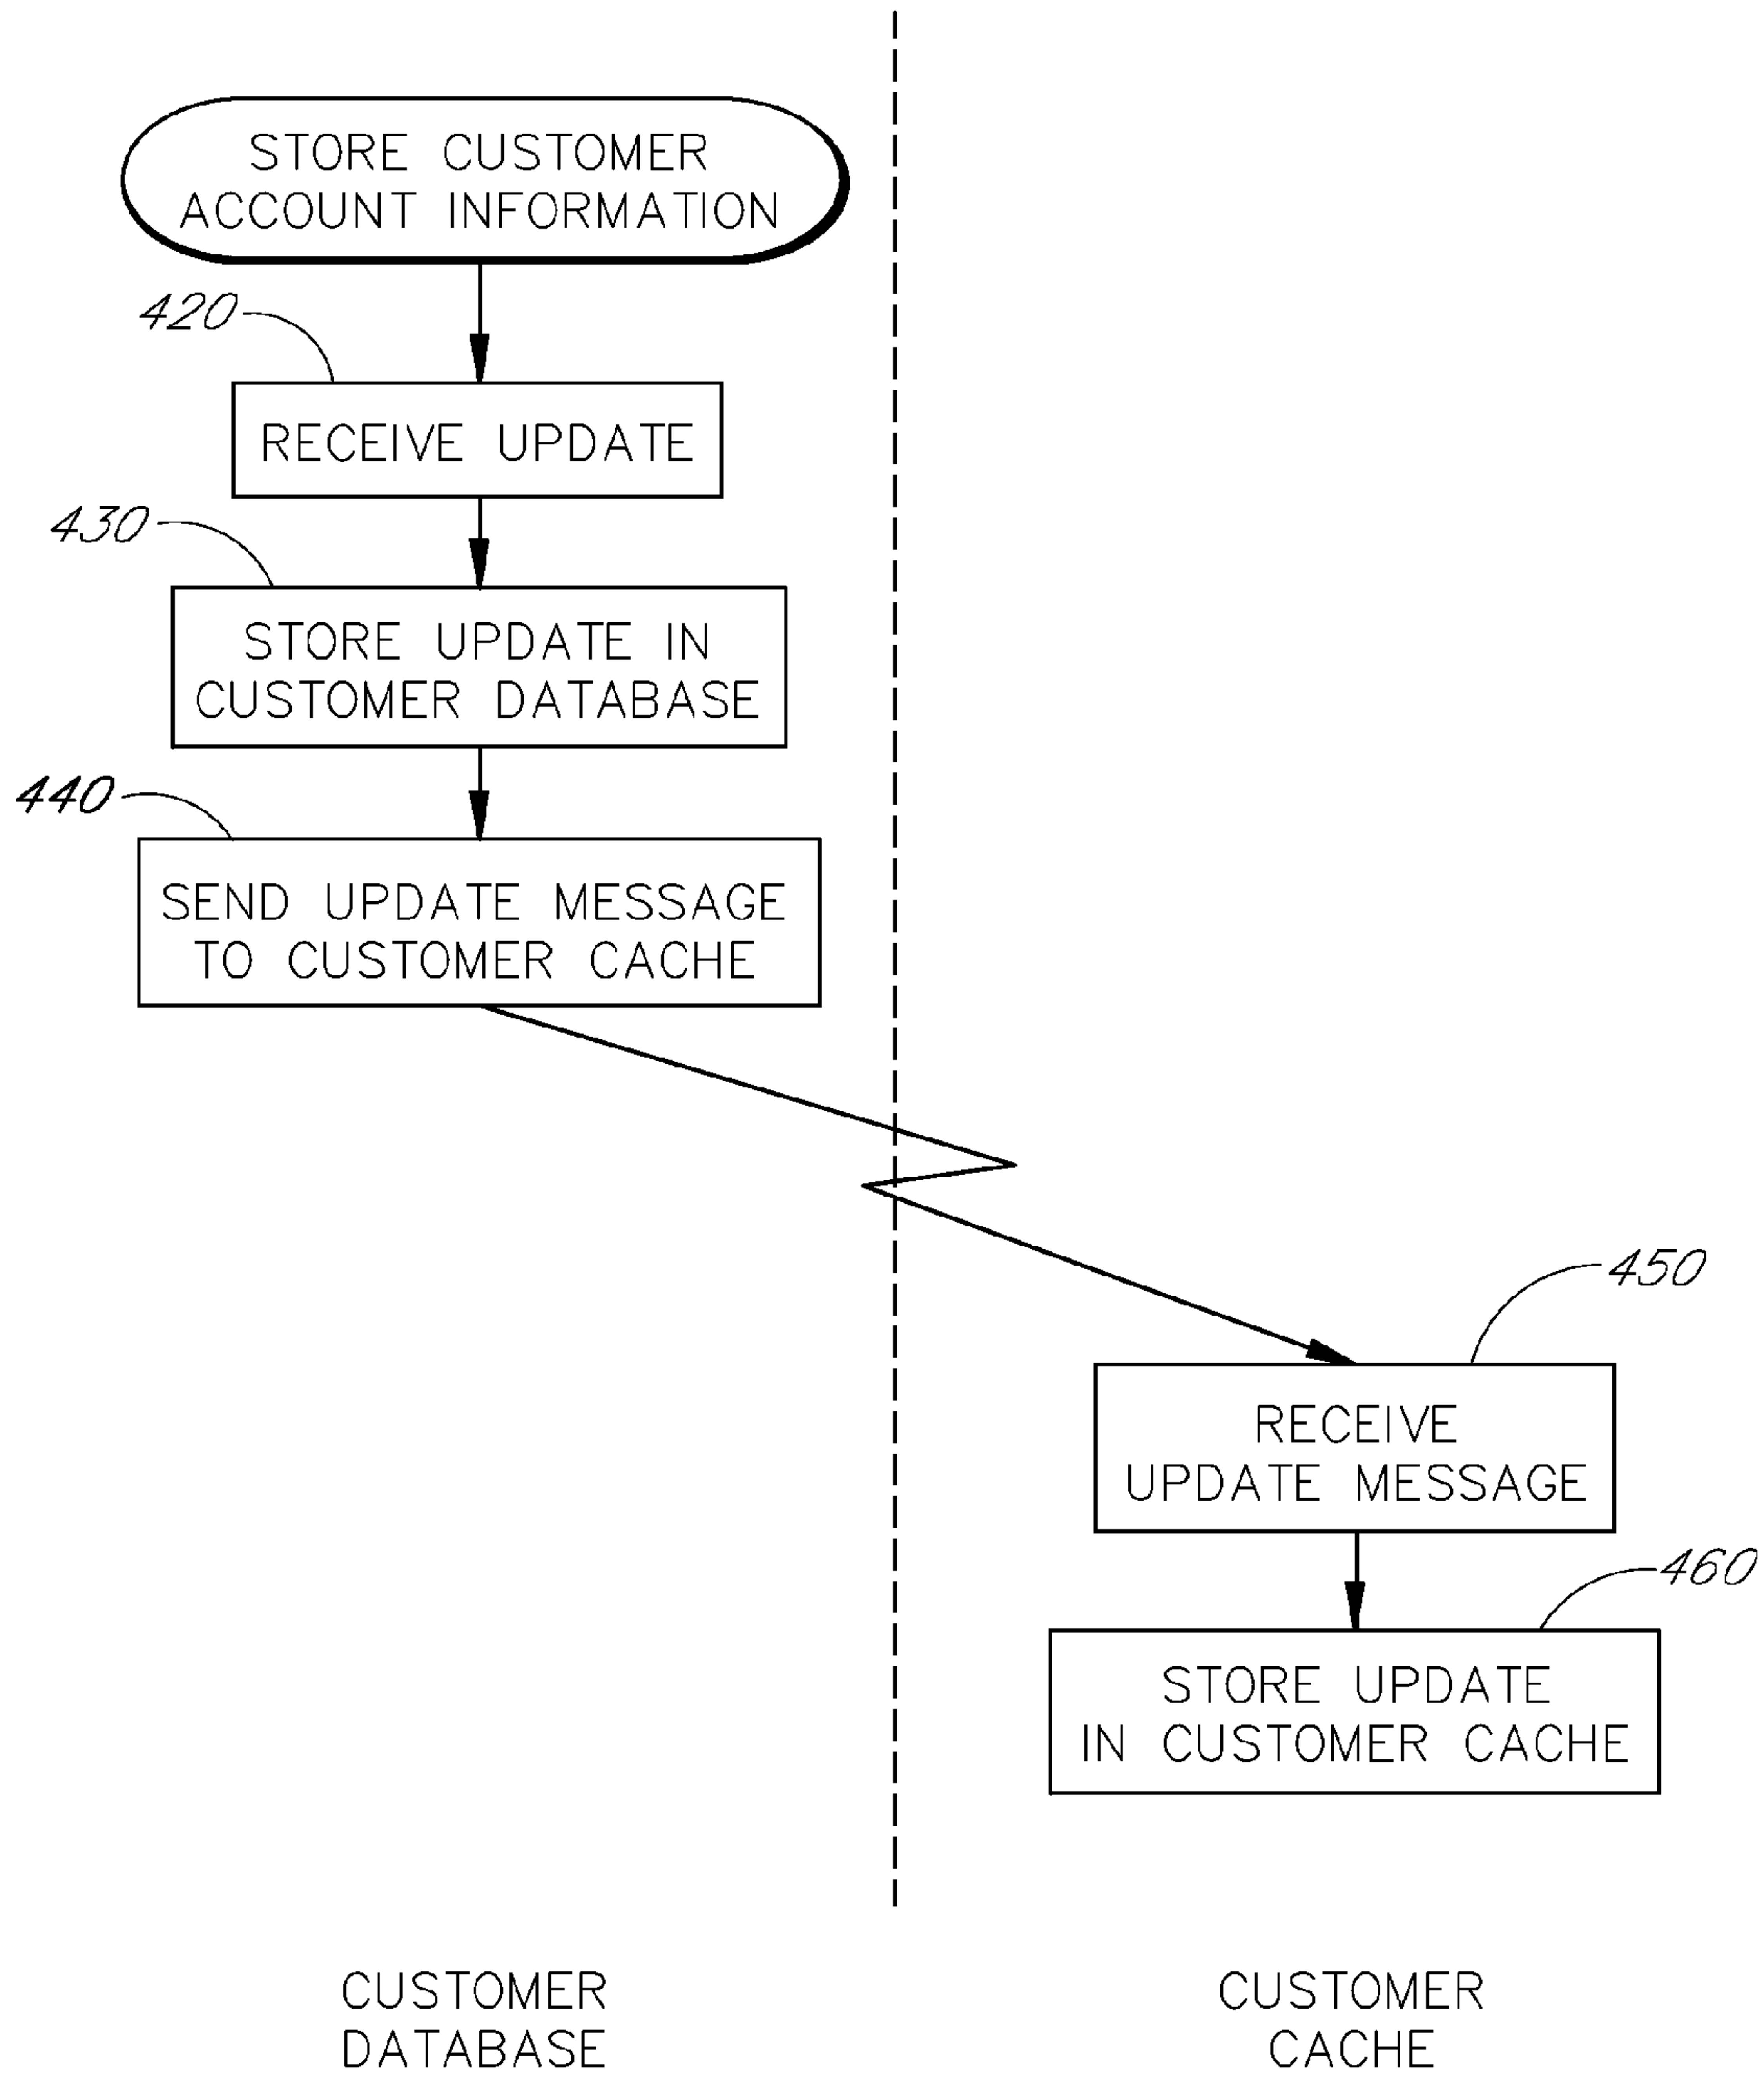 STORE CUSTOMER
ACCOUNT INFORMATION
420
RECEIVE UPDATE
430
STORE UPDATE IN
CUSTOMER DATABASE
440
SEND UPDATE MESSAGE
TO CUSTOMER CACHE
450
RECEIVE
UPDATE MESSAGE
460
STORE UPDATE
IN CUSTOMER CACHE
CUSTOMER
DATABASE
CUSTOMER
CACHE